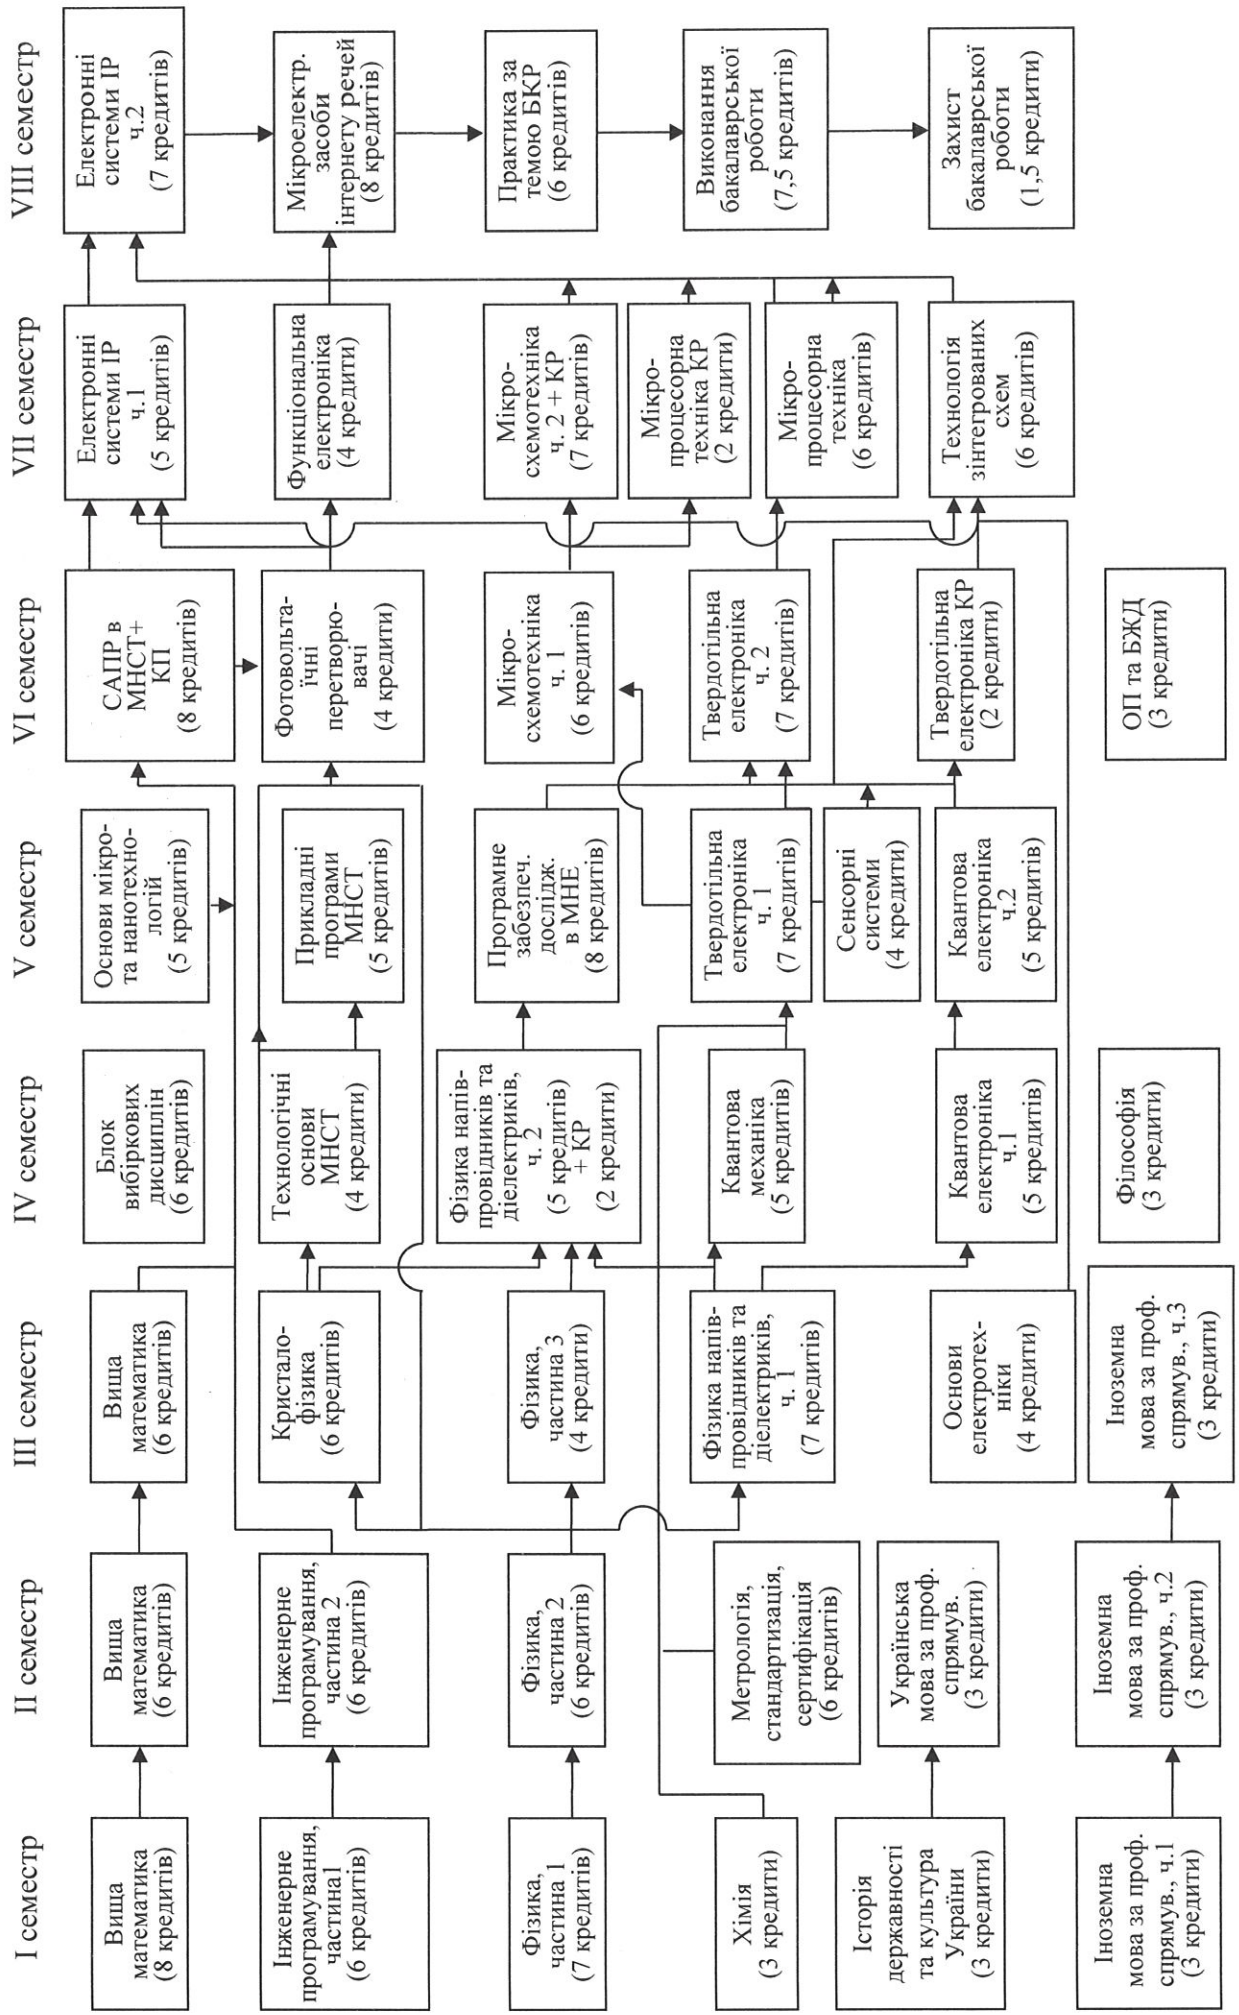 I семестр
Вища
математика
(8 кредитів)
Інженерне
програмування,
частина1
(6 кредитів)
Фізика,
частина 1
(7 кредитів)
Хімія
(3 кредити)
Історія
державності
та культура
України
(3 кредити)
Іноземна
мова за проф.
спрямув., ч.1
(3 кредити)
II семестр
Вища
математика
(6 кредитів)
Інженерне
програмування,
частина 2
(6 кредитів)
Фізика,
частина 2
(6 кредитів)
Метрологія,
стандартизація,
сертифікація
(6 кредитів)
Українська
мова за проф.
спрямув.
(3 кредити)
Іноземна
мова за проф.
спрямув., ч.2
(3 кредити)
III семестр
Вища
математика
(6 кредитів)
Кристало-
фізика
(6 кредитів)
Фізика,
частина 3
(4 кредити)
Фізика напів-
провідників та
діелектриків,
ч. 1
(7 кредитів)
Основи
електротех-
ніки
(4 кредити)
Іноземна
мова за проф.
спрямув., ч.3
(3 кредити)
IV семестр
Блок
вибіркових
дисциплін
(6 кредитів)
Технологічні
основи
МНСТ
(4 кредити)
Фізика напів-
провідників та
діелектриків,
ч. 2
(5 кредитів)
+ КР
(2 кредити)
Квантова
механіка
(5 кредитів)
Квантова
електроніка
ч.1
(5 кредитів)
Філософія
(3 кредити)
V семестр
Основи мікро-
та нанотехно-
логій
(5 кредитів)
Прикладні
програми
МНСТ
(5 кредитів)
Програмне
забезпеч.
дослідж.
в МНЕ
(8 кредитів)
Твердотільна
електроніка
ч. 1
(7 кредитів)
Сенсорні
системи
(4 кредити)
Квантова
електроніка
ч.2
(5 кредитів)
VI семестр
САПР в
МНСТ+
КП
(8 кредитів)
Фотовольта-
їчні
перетворю-
вачі
(4 кредити)
Мікро-
схемотехніка
ч. 1
(6 кредитів)
Твердотільна
електроніка
ч. 2
(7 кредитів)
Твердотільна
електроніка КР
(2 кредити)
ОП та БЖД
(3 кредити)
VII семестр
Електронні
системи ІР
ч.1
(5 кредитів)
Функціональна
електроніка
(4 кредити)
Мікро-
схемотехніка
ч. 2 + КР
(7 кредитів)
Мікро-
процесорна
техніка КР
(2 кредити)
Мікро-
процесорна
техніка
(6 кредитів)
Технологія
зінтегрованих
схем
(6 кредитів)
VIII семестр
Електронні
системи ІР
ч.2
(7 кредитів)
Мікроелектр.
засоби
інтернету речей
(8 кредитів)
Практика за
темою БКР
(6 кредитів)
Виконання
бакалаврської
роботи
(7,5 кредитів)
Захист
бакалаврської
роботи
(1,5 кредити)